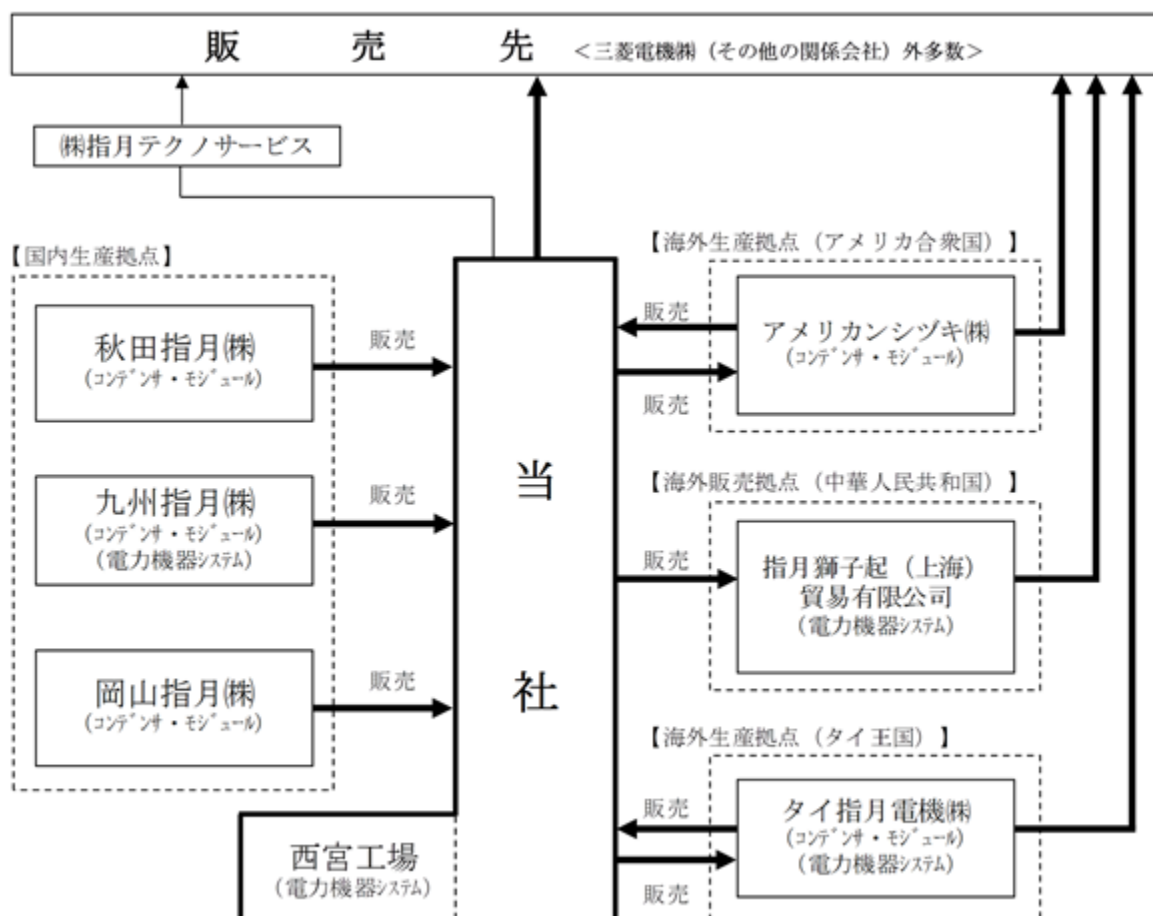 販売先 <三菱電機㈱(その他の関係会社)外多数>
㈱指月テクノサービス
【国内生産拠点】
秋田指月㈱
(ｺﾝﾃﾞﾝｻ・ﾓｼﾞｭｰﾙ)
販売
九州指月㈱
(ｺﾝﾃﾞﾝｻ・ﾓｼﾞｭｰﾙ)
(電力機器ｼｽﾃﾑ)
販売
岡山指月㈱
(ｺﾝﾃﾞﾝｻ・ﾓｼﾞｭｰﾙ)
販売
当社
西宮工場
(電力機器ｼｽﾃﾑ)
【海外生産拠点(アメリカ合衆国)】
販売
アメリカンシヅキ㈱
(ｺﾝﾃﾞﾝｻ・ﾓｼﾞｭｰﾙ)
販売
【海外販売拠点(中華人民共和国)】
販売
指月獅子起(上海)
貿易有限公司
(電力機器ｼｽﾃﾑ)
【海外生産拠点(タイ王国)】
販売
タイ指月電機㈱
(ｺﾝﾃﾞﾝｻ・ﾓｼﾞｭｰﾙ)
(電力機器ｼｽﾃﾑ)
販売